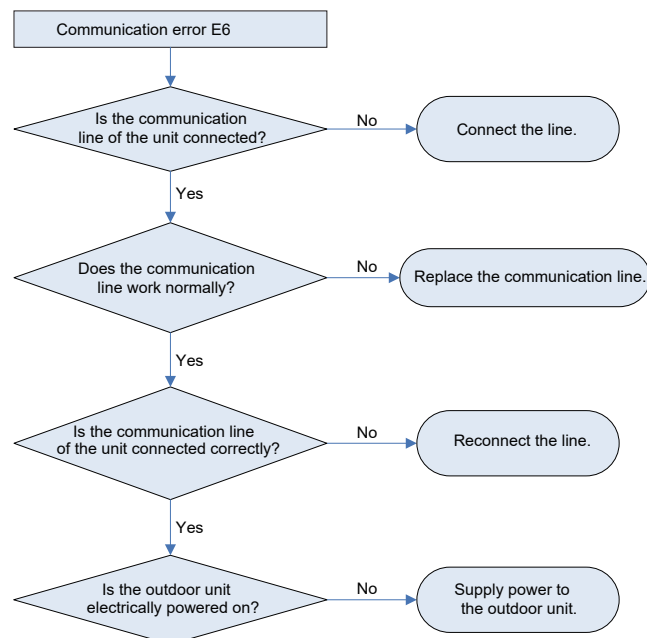 Communication error E6
Is the communication
line of the unit connected?
No
Connect the line.
Yes
Does the communication
line work normally?
No
Replace the communication line.
Yes
Is the communication line
of the unit connected correctly?
No
Reconnect the line.
Yes
Is the outdoor unit
electrically powered on?
No
Supply power to
the outdoor unit.